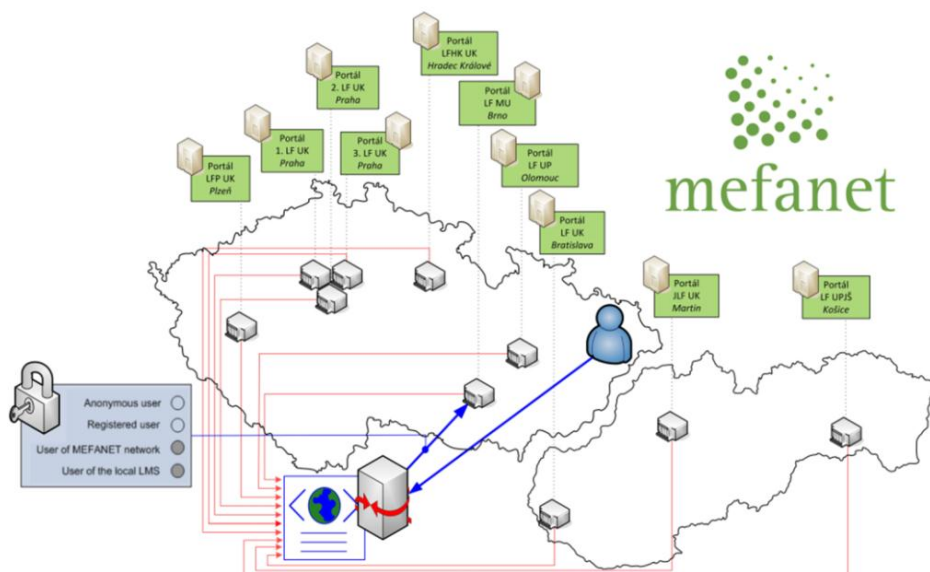 Portál
LFHK UK
Hradec Králové
Portál
2. LF UK
Praha
Portál
LF MU
Brno
Portál
1. LF UK
Praha
Portál
3. LF UK
Praha
Portál
LFP UK
Plzeň
Portál
LF UP
Olomouc
Portál
LF UK
Bratislava
mefanet
Portál
JLF UK
Martin
Portál
LF UPJŠ
Košice
Anonymous user
Registered user
User of MEFANET network
User of the local LMS